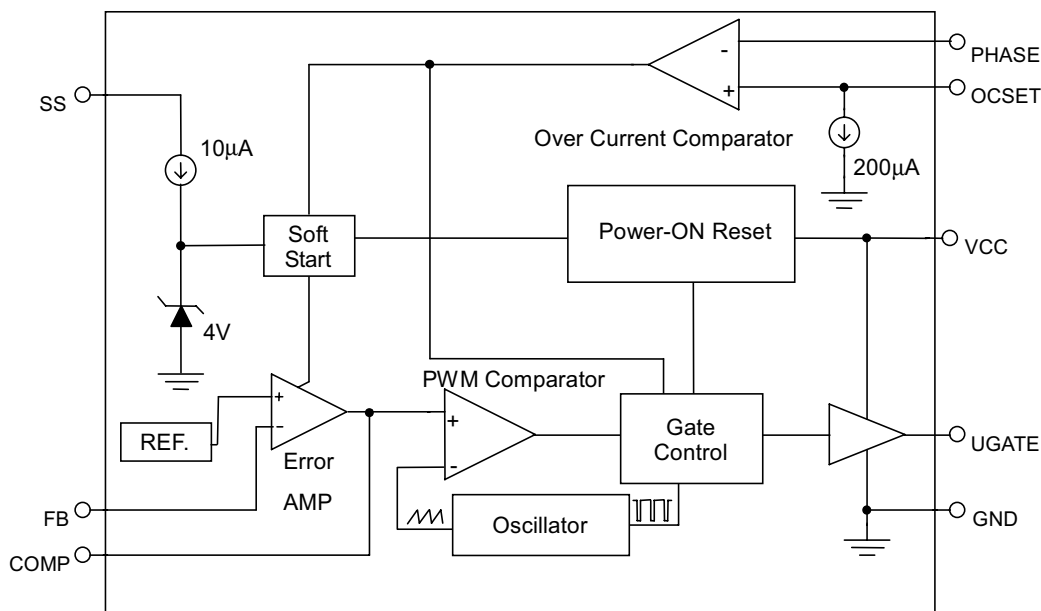 PHASE
SS
OCSET
Over Current Comparator
10μA
200μA
Soft
Start
Power-ON Reset
VCC
4V
PWM Comparator
+
-
REF.
Error
AMP
Gate
Control
UGATE
FB
Oscillator
GND
COMP